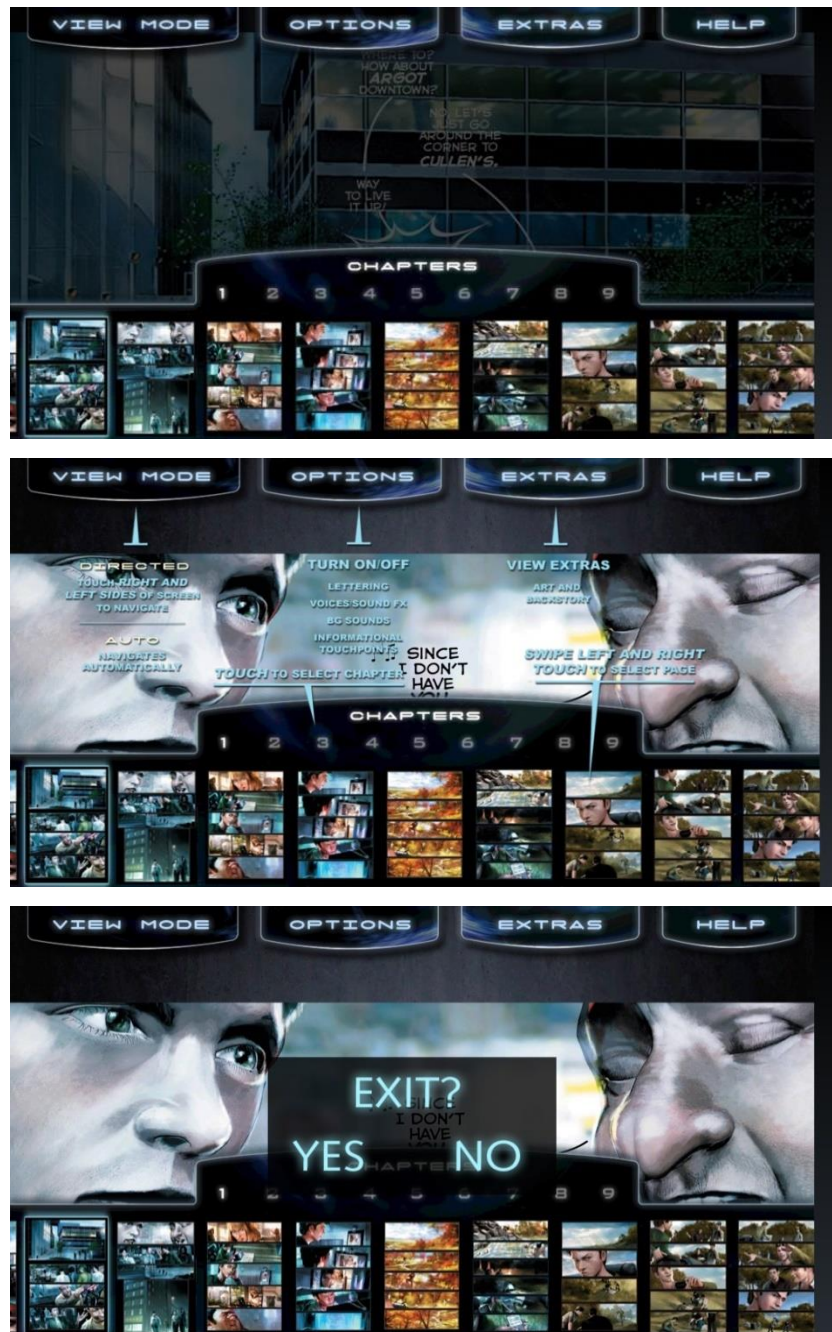 VIEW MODE OPTIONS EXTRAS HELP
WHERE TO?
HOW ABOUT
ARGOT
DOWNTOWN?
NO, LET'S
JUST GO
AROUND THE
CORNER TO
CULLEN'S.
WAY
TO LIVE
IT UP!
CHAPTERS
1 2 3 4 5 6 7 8 9
VIEW MODE OPTIONS EXTRAS HELP
DIRECTED
TOUCH RIGHT AND
LEFT SIDES OF SCREEN
TO NAVIGATE
AUTO
NAVIGATES
AUTOMATICALLY
TURN ON/OFF
LETTERING
VOICES/SOUND FX
BG SOUNDS
INFORMATIONAL
TOUCHPOINTS
VIEW EXTRAS
ART AND
BACKSTORY
SINCE
I DON'T
HAVE
YOU
TOUCH TO SELECT CHAPTER
SWIPE LEFT AND RIGHT
TOUCH TO SELECT PAGE
CHAPTERS
1 2 3 4 5 6 7 8 9
VIEW MODE OPTIONS EXTRAS HELP
EXIT?
SINCE
I DON'T
HAVE
YES NO
CHAPTERS
1 2 3 4 5 6 7 8 9